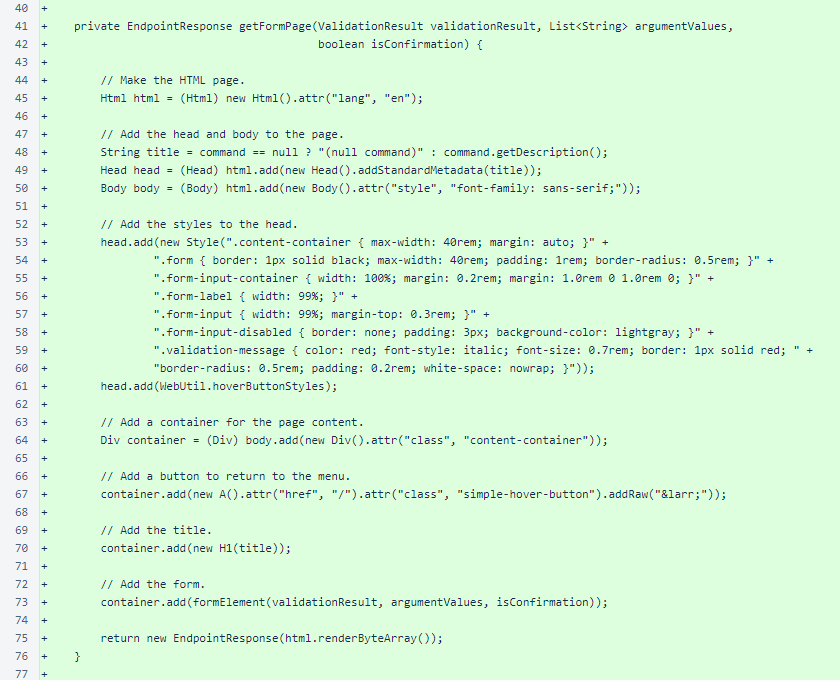 40 +
41 + private EndpointResponse getFormPage(ValidationResult validationResult, List<String> argumentValues,
42 + boolean isConfirmation) {
43 +
44 + // Make the HTML page.
45 + Html html = (Html) new Html().attr("lang", "en");
46 +
47 + // Add the head and body to the page.
48 + String title = command == null ? "(null command)" : command.getDescription();
49 + Head head = (Head) html.add(new Head().addStandardMetadata(title));
50 + Body body = (Body) html.add(new Body().attr("style", "font-family: sans-serif;"));
51 +
52 + // Add the styles to the head.
53 + head.add(new Style(".content-container { max-width: 40rem; margin: auto; }" +
54 + ".form { border: 1px solid black; max-width: 40rem; padding: 1rem; border-radius: 0.5rem; }" +
55 + ".form-input-container { width: 100%; margin: 0.2rem; margin: 1.0rem 0 1.0rem 0; }" +
56 + ".form-label { width: 99%; }" +
57 + ".form-input { width: 99%; margin-top: 0.3rem; }" +
58 + ".form-input-disabled { border: none; padding: 3px; background-color: lightgray; }" +
59 + ".validation-message { color: red; font-style: italic; font-size: 0.7rem; border: 1px solid red; " +
60 + "border-radius: 0.5rem; padding: 0.2rem; white-space: nowrap; }"));
61 + head.add(WebUtil.hoverButtonStyles);
62 +
63 + // Add a container for the page content.
64 + Div container = (Div) body.add(new Div().attr("class", "content-container"));
65 +
66 + // Add a button to return to the menu.
67 + container.add(new A().attr("href", "/").attr("class", "simple-hover-button").addRaw("&larr;"));
68 +
69 + // Add the title.
70 + container.add(new H1(title));
71 +
72 + // Add the form.
73 + container.add(formElement(validationResult, argumentValues, isConfirmation));
74 +
75 + return new EndpointResponse(html.renderByteArray());
76 + }
77 +